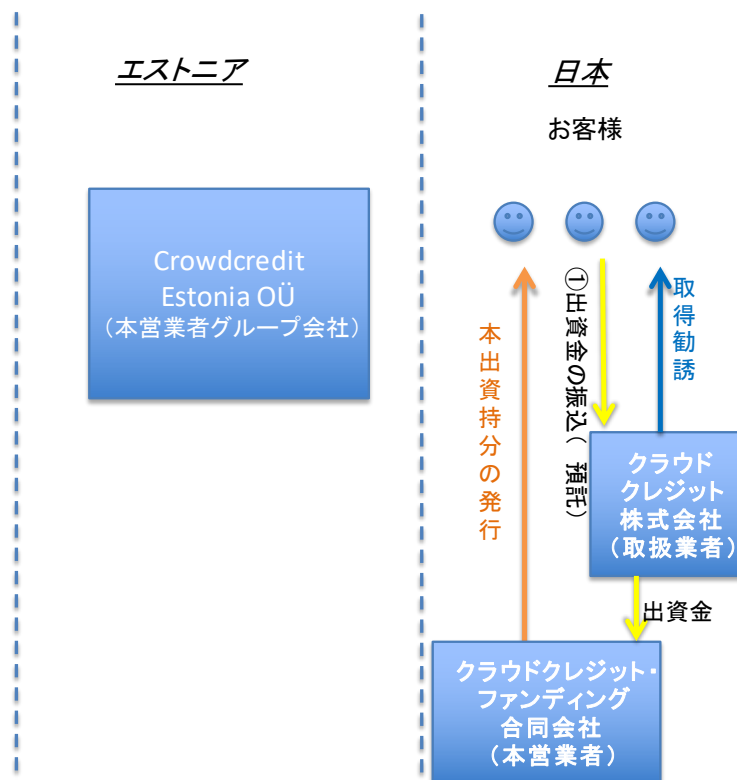 エストニア
日本
お客様
Crowdcredit
Estonia OÜ
（本営業者グループ会社）
本出資持分の発行
①出資金の振込（ 預託）
取得勧誘
クラウド
クレジット
株式会社
（取扱業者）
出資金
クラウドクレジット・
ファンディング
合同会社
（本営業者）